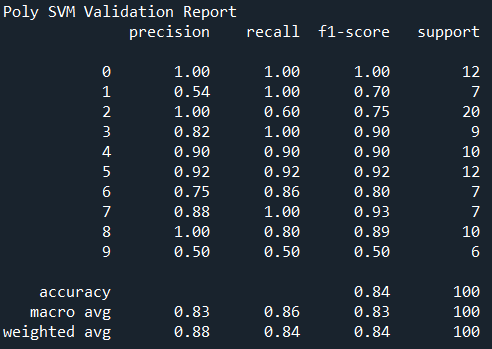 Poly SVM Validation Report
precision recall f1-score support
0 1.00 1.00 1.00 12
1 0.54 1.00 0.70 7
2 1.00 0.60 0.75 20
3 0.82 1.00 0.90 9
4 0.90 0.90 0.90 10
5 0.92 0.92 0.92 12
6 0.75 0.86 0.80 7
7 0.88 1.00 0.93 7
8 1.00 0.80 0.89 10
9 0.50 0.50 0.50 6
accuracy 0.84 100
macro avg 0.83 0.86 0.83 100
weighted avg 0.88 0.84 0.84 100